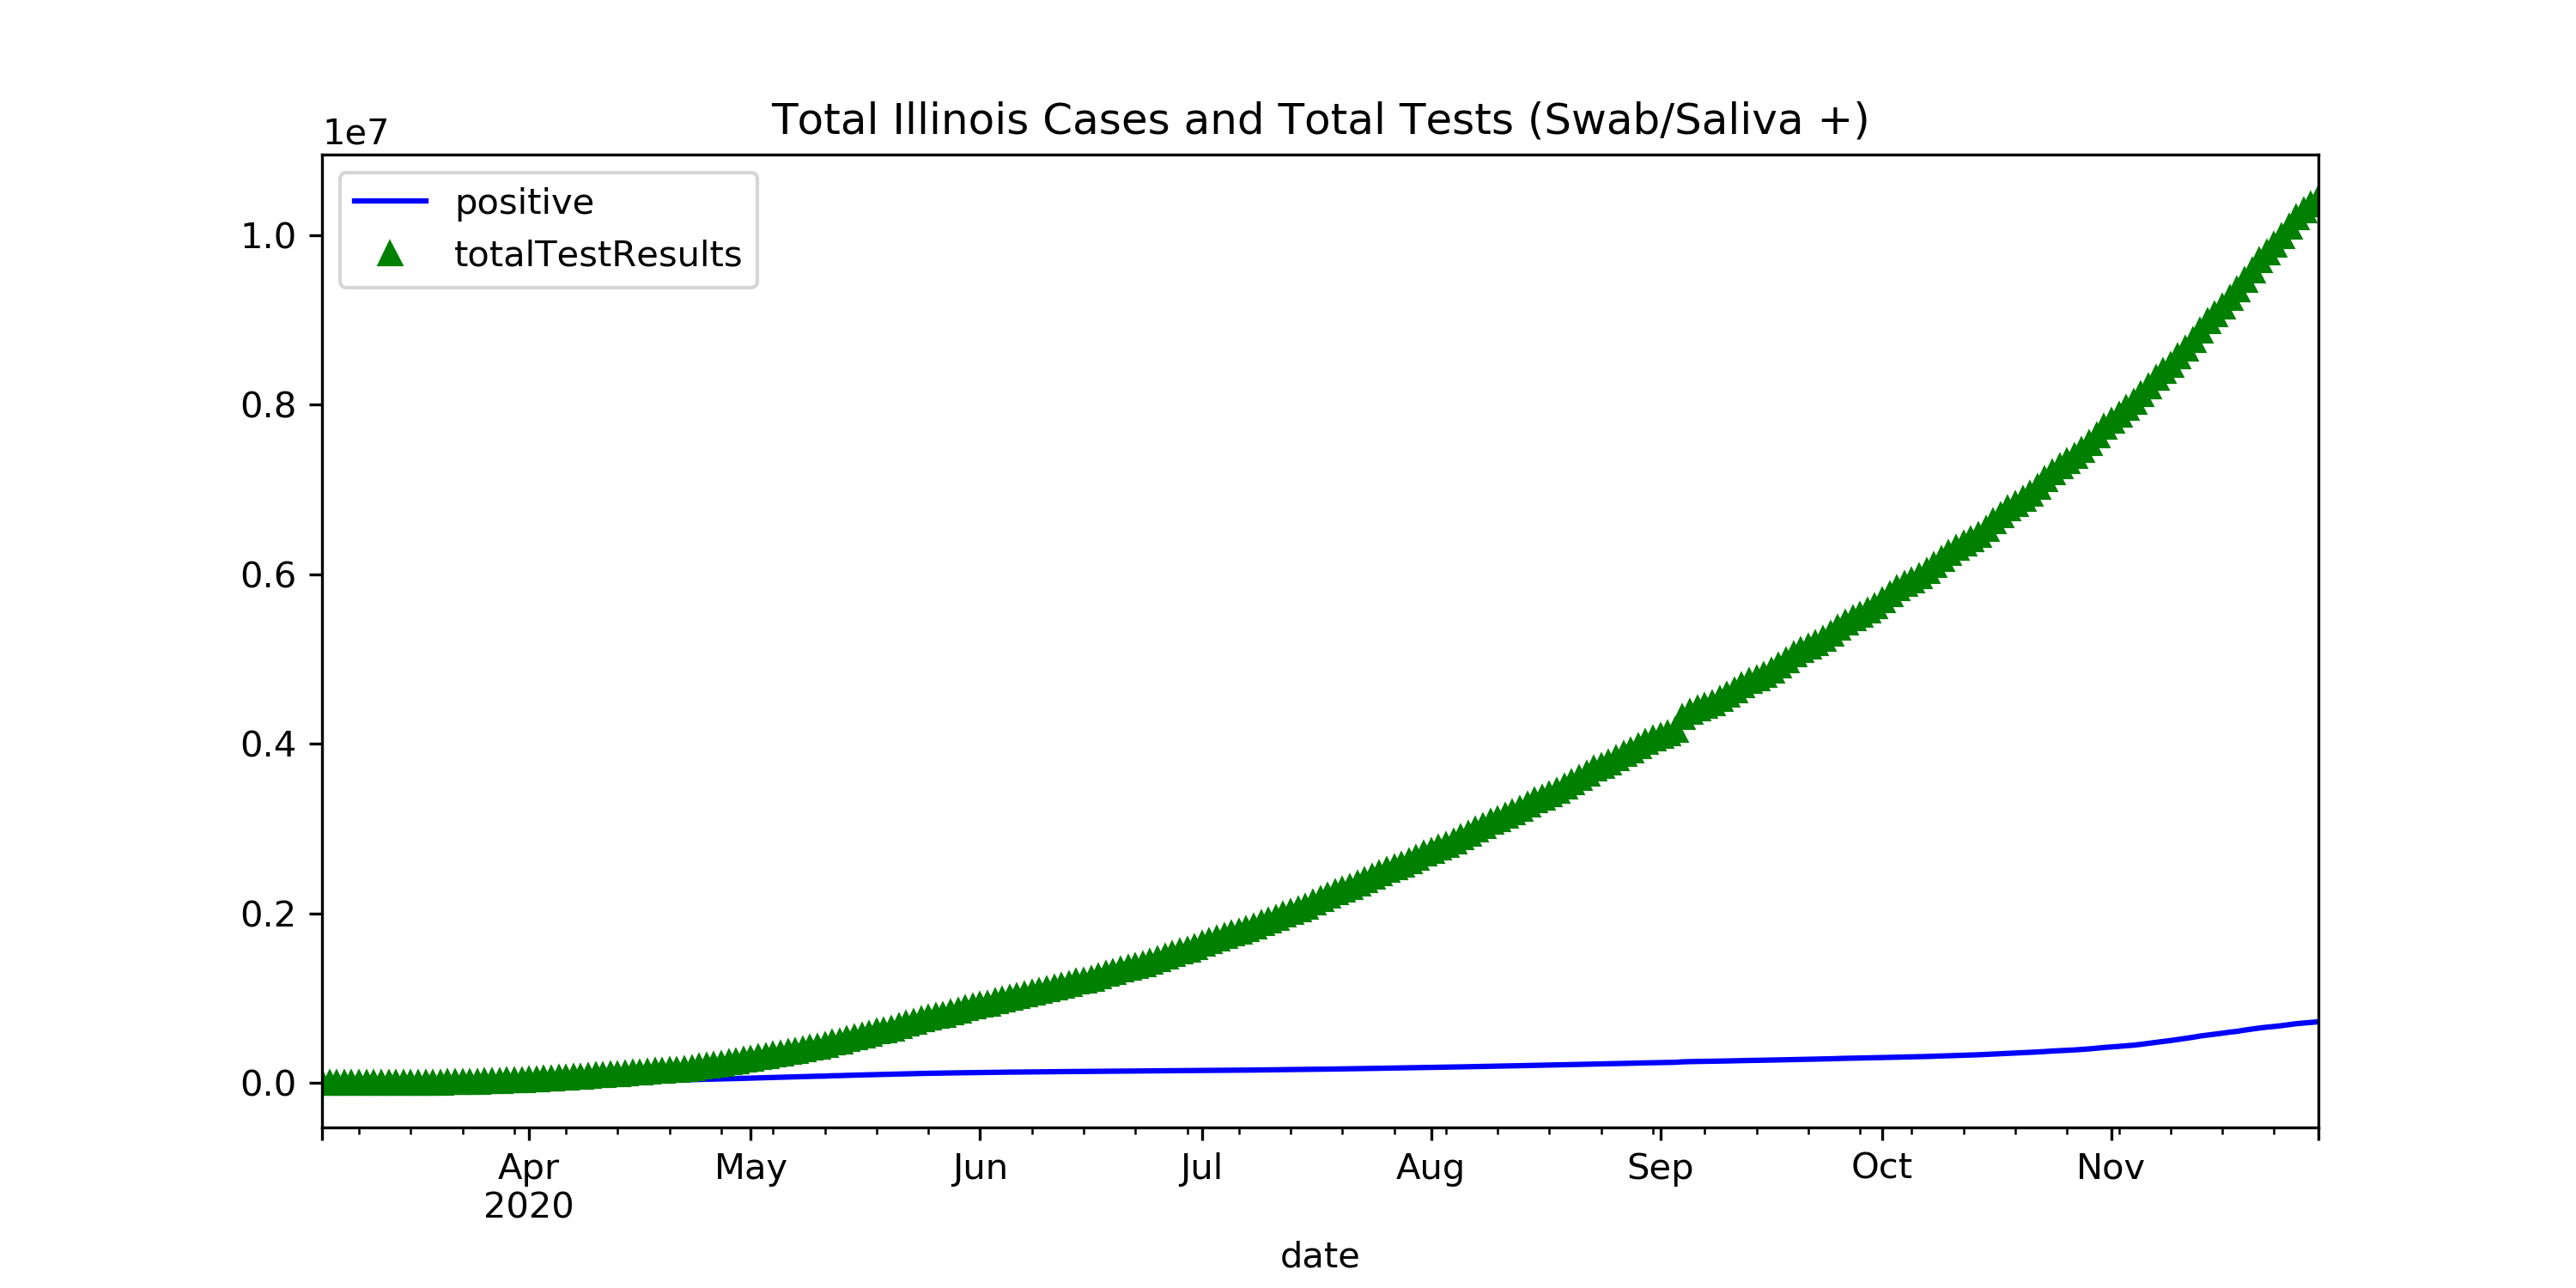 Total Illinois Cases and Total Tests (Swab/Saliva +)
1e7
positive
totalTestResults
1.0
0.8
0.6
0.4
0.2
0.0
Apr May Jun Jul Aug Sep Oct Nov
2020
date